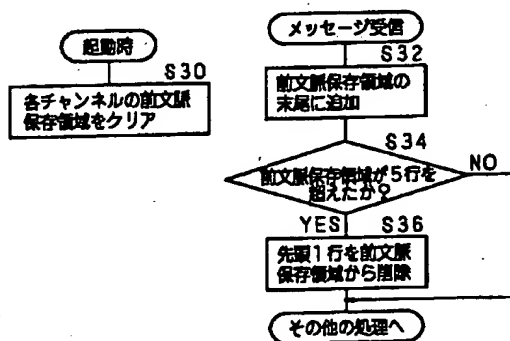 起動時
S30
各チャンネルの前文脈
保存領域をクリア
メッセージ受信
S32
前文脈保存領域の
末尾に追加
S34
前文脈保存領域が5行を
超えたか?
NO
YES
S36
先頭1行を前文脈
保存領域から削除
その他の処理へ